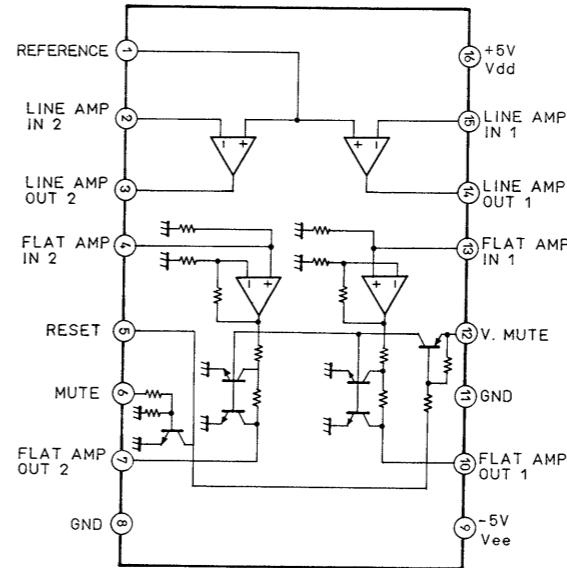 REFERENCE
1
LINE AMP
IN 2
2
LINE AMP
OUT 2
3
FLAT AMP
IN 2
4
RESET
5
MUTE
6
FLAT AMP
OUT 2
7
GND
8
+5V
Vdd
16
LINE AMP
IN 1
15
LINE AMP
OUT 1
14
FLAT AMP
IN 1
13
V. MUTE
12
GND
11
FLAT AMP
OUT 1
10
-5V
Vee
9
- +
+ -
- +
+ -